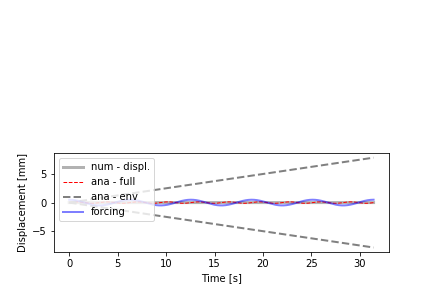 num - displ.
ana - full
ana - env
forcing
Displacement [mm]
5
0
−5
0
5
10
15
20
25
30
Time [s]